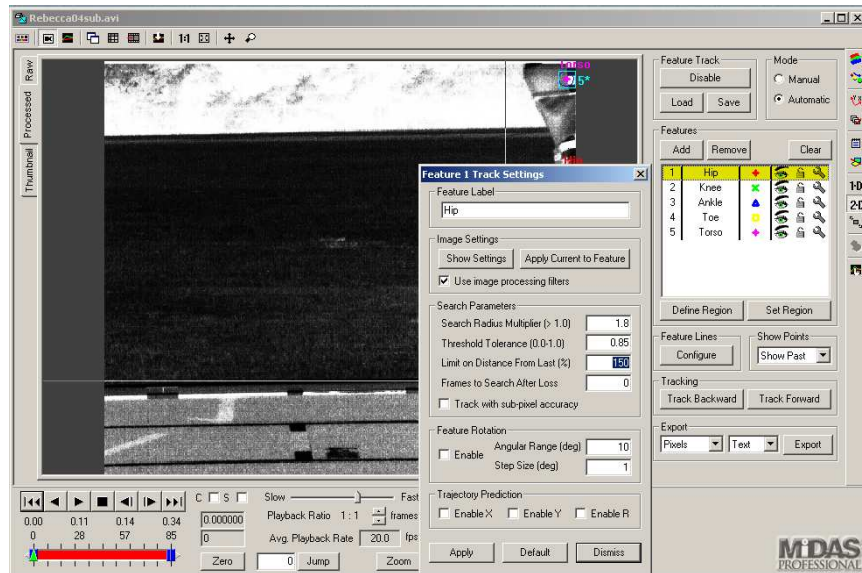 Rebecca04sub.avi
1:1
Raw
Processed
Thumbnail
Torso
5*
Hip
Feature Track
Disable
Load Save
Mode
Manual
Automatic
Features
Add Remove Clear
1 Hip
2 Knee
3 Ankle
4 Toe
5 Torso
Define Region Set Region
Feature Lines
Configure
Show Points
Show Past
Tracking
Track Backward Track Forward
Export
Pixels Text Export
1-D
2-D
Feature 1 Track Settings
Feature Label
Hip
Image Settings
Show Settings Apply Current to Feature
Use image processing filters
Search Parameters
Search Radius Multiplier (> 1.0) 1.8
Threshold Tolerance (0.0-1.0) 0.85
Limit on Distance From Last (%) 150
Frames to Search After Loss 0
Track with sub-pixel accuracy
Feature Rotation
Enable
Angular Range (deg) 10
Step Size (deg) 1
Trajectory Prediction
Enable X Enable Y Enable R
Apply Default Dismiss
0.00 0.11 0.14 0.34
0 28 57 85
C S
0.000000
0
Zero
Slow Fast
Playback Ratio 1 : 1 frames
Avg. Playback Rate 20.0 fps
0 Jump Zoom
MiDAS
PROFESSIONAL